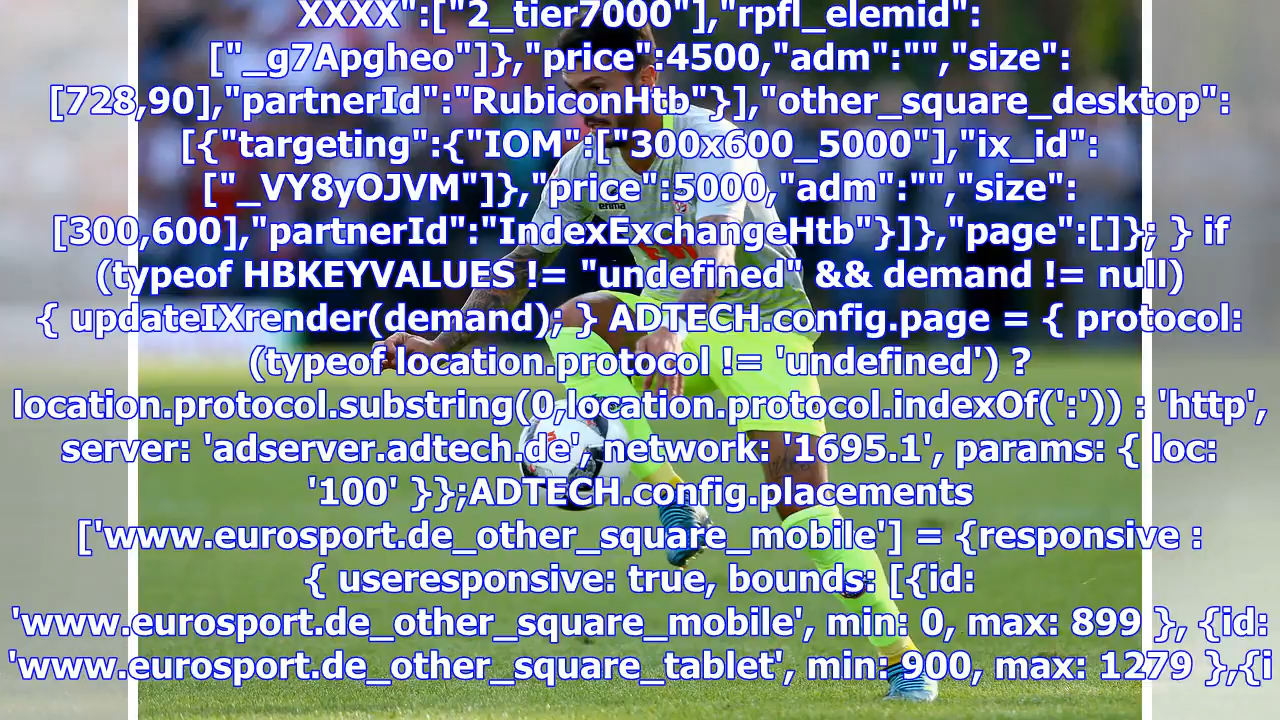 XXXX":["2_tier7000"],"rpfl_elemid":
["_g7Apgheo"]},"price":4500,"adm":"","size":
[728,90],"partnerId":"RubiconHtb"}],"other_square_desktop":
[{"targeting":{"IOM":["300x600_5000"],"ix_id":
["_VY8yOJVM"]},"price":5000,"adm":"","size":
erima
[300,600],"partnerId":"IndexExchangeHtb"}]},"page":[]}; } if
(typeof HBKEYVALUES != "undefined" && demand != null)
{ updateIXrender(demand); } ADTECH.config.page = { protocol:
(typeof location.protocol != 'undefined') ?
location.protocol.substring(0,location.protocol.indexOf(':')) : 'http',
server: 'adserver.adtech.de', network: '1695.1', params: { loc:
'100' }};ADTECH.config.placements
['www.eurosport.de_other_square_mobile'] = {responsive :
{ useresponsive: true, bounds: [{id:
'www.eurosport.de_other_square_mobile', min: 0, max: 899 }, {id:
'www.eurosport.de_other_square_tablet', min: 900, max: 1279 },{i